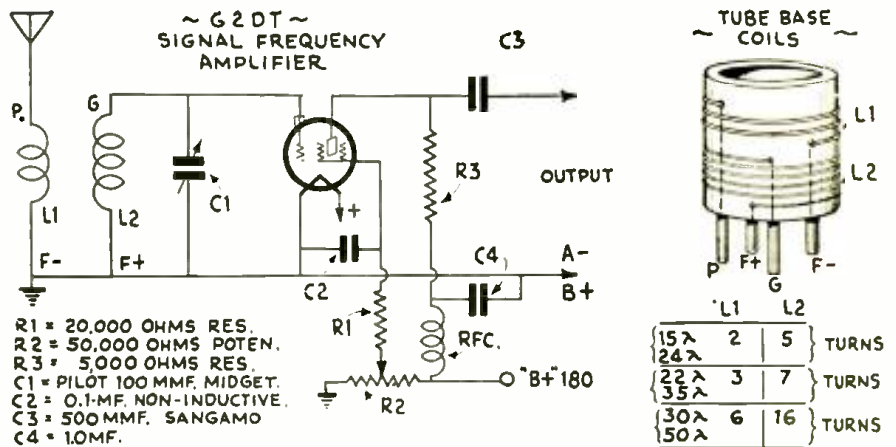 ~ G2DT ~
SIGNAL FREQUENCY
AMPLIFIER
C3
~ TUBE BASE ~
COILS
P.
G
L1
L2
C1
R3
OUTPUT
L1
L2
F-
F+
+
C2
C4
A-
B+
R1
RFC.
R2
"B+" 180
P
F+
G
F-
R1 = 20,000 OHMS RES.
R2 = 50,000 OHMS POTEN.
R3 = 5,000 OHMS RES.
C1 = PILOT 100 MMF. MIDGET.
C2 = 0.1-MF. NON-INDUCTIVE.
C3 = 500 MMF. SANGAMO
C4 = 1.0MF.
L1 L2
15λ 2 5 TURNS
24λ
22λ 3 7 TURNS
35λ
30λ 6 16 TURNS
50λ